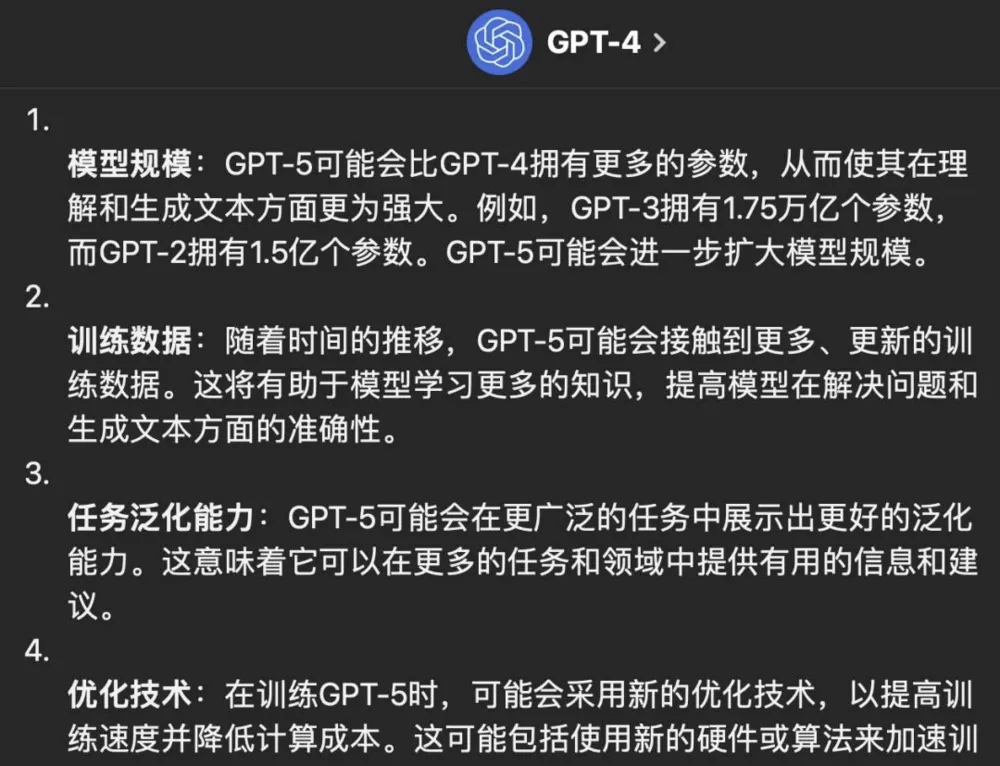 GPT-4 >
1.
模型规模：GPT-5可能会比GPT-4拥有更多的参数，从而使其在理
解和生成文本方面更为强大。例如，GPT-3拥有1.75万亿个参数，
而GPT-2拥有1.5亿个参数。GPT-5可能会进一步扩大模型规模。
2.
训练数据：随着时间的推移，GPT-5可能会接触到更多、更新的训
练数据。这将有助于模型学习更多的知识，提高模型在解决问题和
生成文本方面的准确性。
3.
任务泛化能力：GPT-5可能会在更广泛的任务中展示出更好的泛化
能力。这意味着它可以在更多的任务和领域中提供有用的信息和建
议。
4.
优化技术：在训练GPT-5时，可能会采用新的优化技术，以提高训
练速度并降低计算成本。这可能包括使用新的硬件或算法来加速训